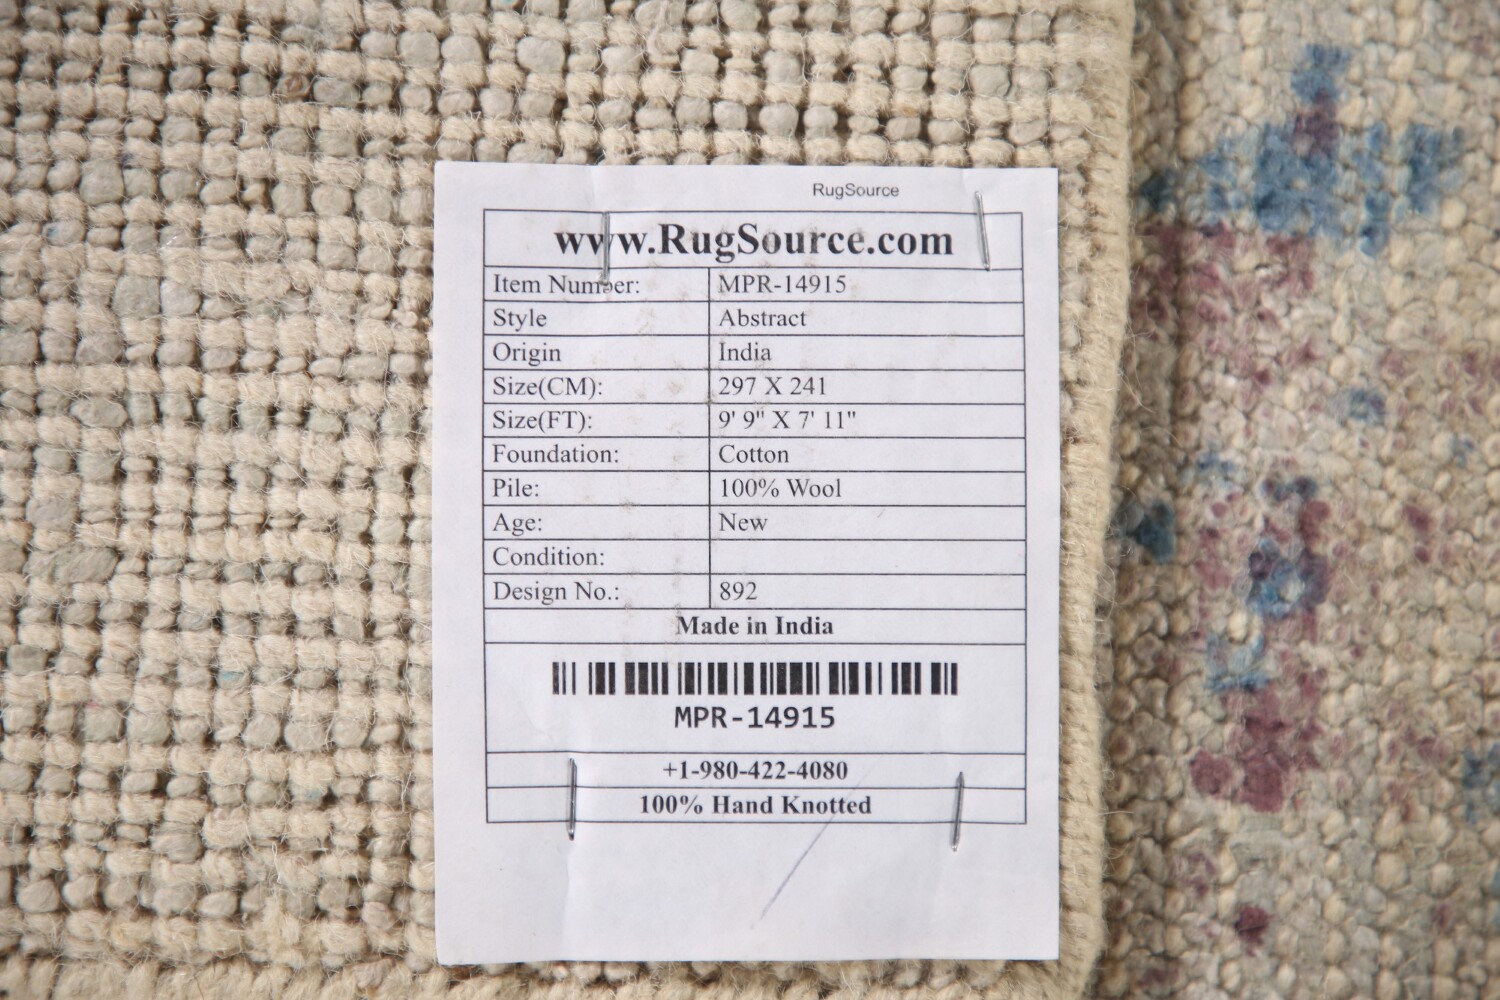 RugSource
www.RugSource.com
Item Number: MPR-14915
Style Abstract
Origin India
Size(CM): 297 X 241
Size(FT): 9' 9" X 7' 11"
Foundation: Cotton
Pile: 100% Wool
Age: New
Condition:
Design No.: 892
Made in India
MPR-14915
+1-980-422-4080
100% Hand Knotted